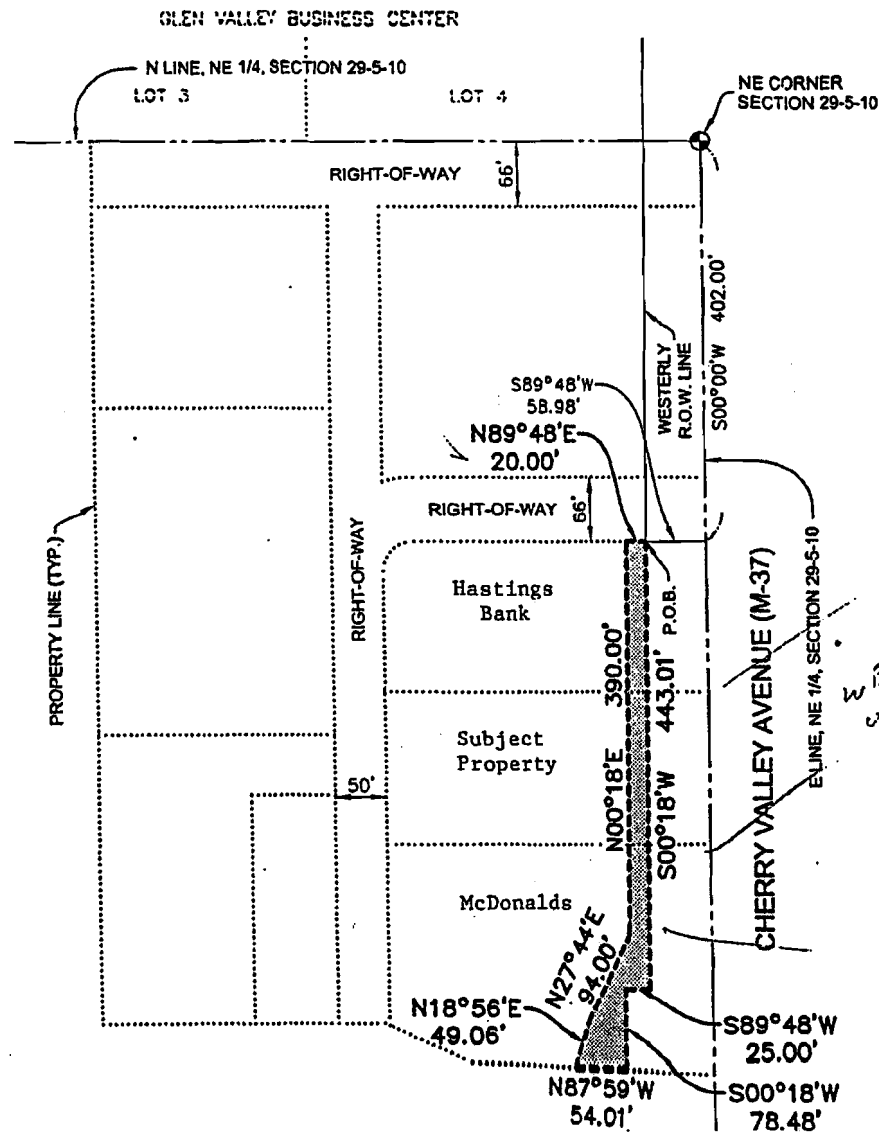 GLEN VALLEY BUSINESS CENTER
N LINE, NE 1/4, SECTION 29-5-10
LOT 3
LOT 4
NE CORNER
SECTION 29-5-10
RIGHT-OF-WAY
66'
S00°00'W 402.00'
WESTERLY
R.O.W. LINE
S89°48'W
58.98'
N89°48'E
20.00'
RIGHT-OF-WAY
66'
PROPERTY LINE (TYP.)
RIGHT-OF-WAY
50'
Hastings
Bank
P.O.B.
N00°18'E 390.00'
S00°18'W 443.01'
Subject
Property
CHERRY VALLEY AVENUE (M-37)
E LINE, NE 1/4, SECTION 29-5-10
McDonalds
N27°44'E
94.00'
N18°56'E
49.06'
S89°48'W
25.00'
N87°59'W
54.01'
S00°18'W
78.48'